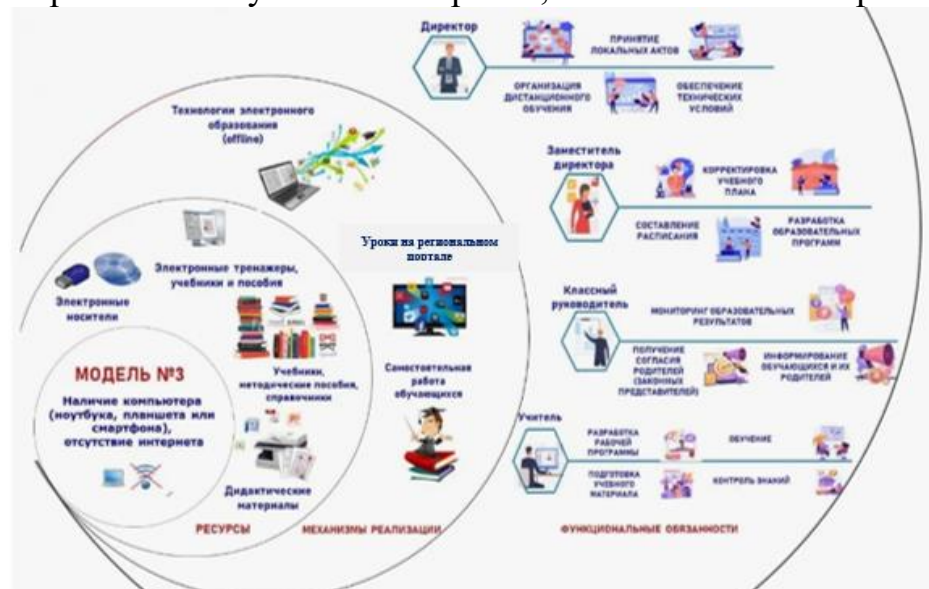 Директор
ПРИНЯТИЕ
ЛОКАЛЬНЫХ АКТОВ
ОРГАНИЗАЦИЯ
ДИСТАНЦИОННОГО
ОБУЧЕНИЯ
ОБЕСПЕЧЕНИЕ
ТЕХНИЧЕСКИХ
УСЛОВИЙ
Технологии электронного
образования
(offline)
Заместитель
директора
КОРРЕКТИРОВКА
УЧЕБНОГО
ПЛАНА
СОСТАВЛЕНИЕ
РАСПИСАНИЯ
РАЗРАБОТКА
ОБРАЗОВАТЕЛЬНЫХ
ПРОГРАММ
Уроки на региональном
портале
Электронные тренажеры,
учебники и пособия
Электронные
носители
Классный
руководитель
МОНИТОРИНГ ОБРАЗОВАТЕЛЬНЫХ
РЕЗУЛЬТАТОВ
ПОЛУЧЕНИЕ
СОГЛАСИЯ
РОДИТЕЛЕЙ
(ЗАКОННЫХ
ПРЕДСТАВИТЕЛЕЙ)
ИНФОРМИРОВАНИЕ
ОБУЧАЮЩИХСЯ И ИХ
РОДИТЕЛЕЙ
МОДЕЛЬ №3
Наличие компьютера
(ноутбука, планшета или
смартфона),
отсутствие интернета
Учебники,
методические пособия,
справочники
Самостоятельная
работа
обучающихся
Учитель
РАЗРАБОТКА
РАБОЧЕЙ
ПРОГРАММЫ
ОБУЧЕНИЕ
ПОДГОТОВКА
УЧЕБНОГО
МАТЕРИАЛА
КОНТРОЛЬ ЗНАНИЙ
Дидактические
материалы
РЕСУРСЫ
МЕХАНИЗМЫ РЕАЛИЗАЦИИ
ФУНКЦИОНАЛЬНЫЕ ОБЯЗАННОСТИ